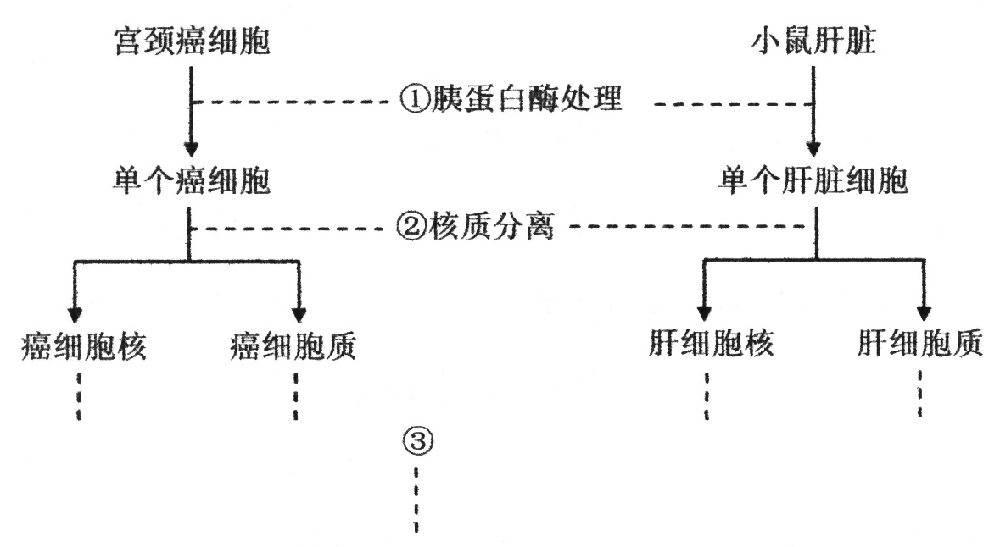 宫颈癌细胞
小鼠肝脏
①胰蛋白酶处理
单个癌细胞
单个肝脏细胞
②核质分离
癌细胞核
癌细胞质
肝细胞核
肝细胞质
③